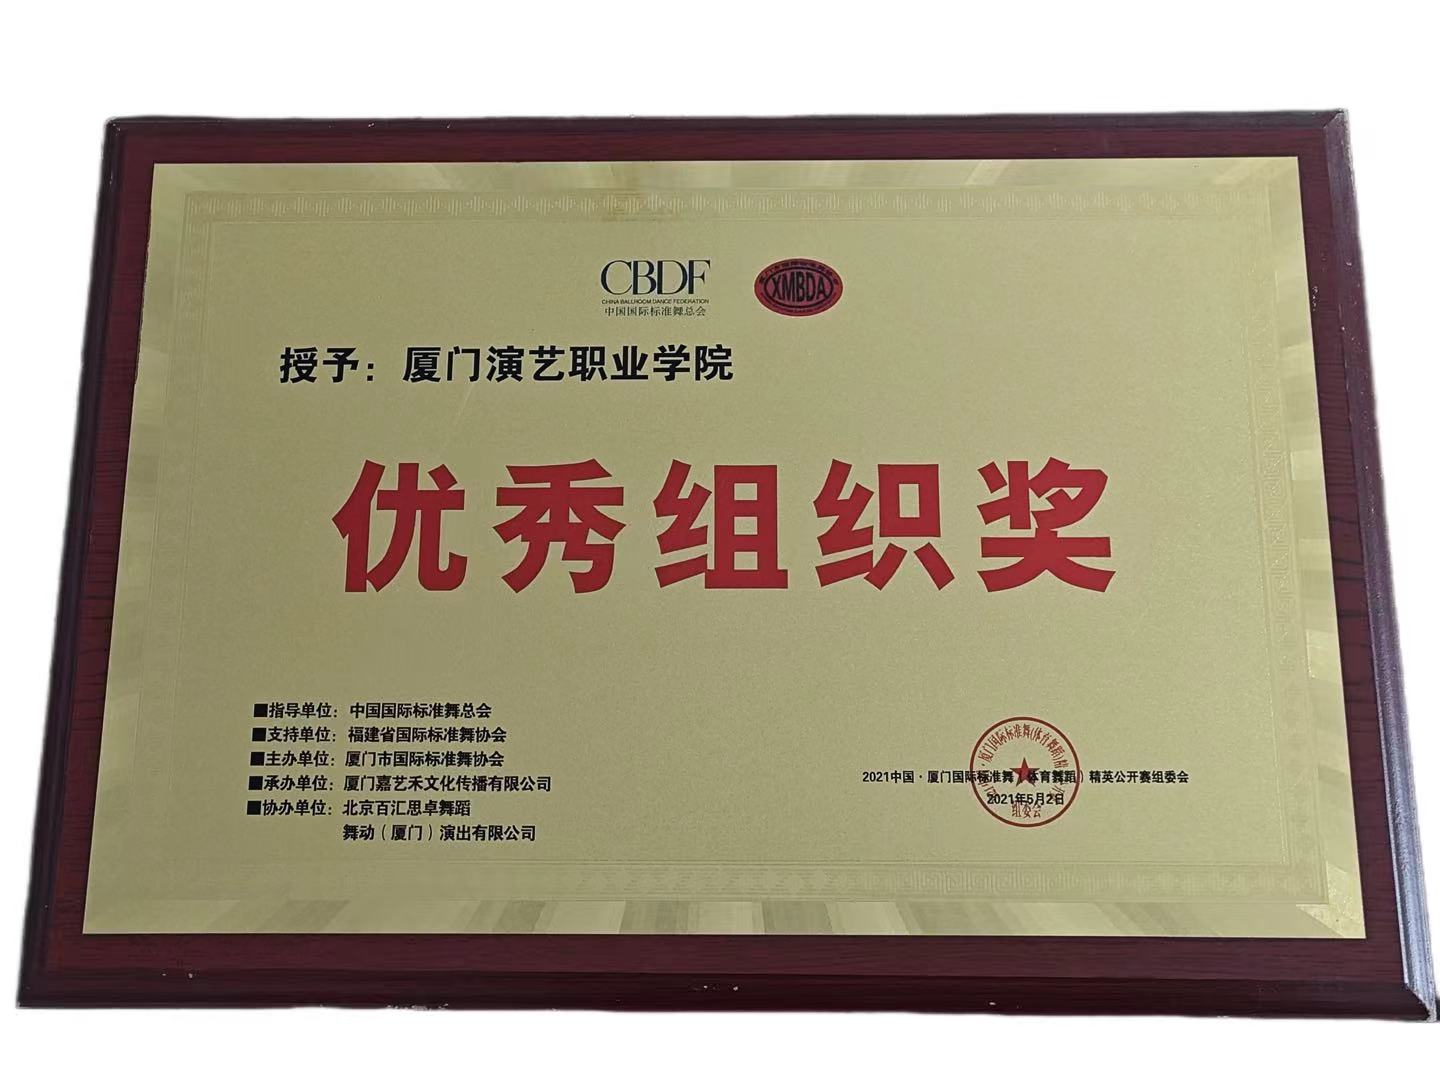 CBDF
CHINA BALLROOM DANCE FEDERATION
中国国际标准舞总会
XMBDA
授予：厦门演艺职业学院
优秀组织奖
■指导单位：中国国际标准舞总会
■支持单位：福建省国际标准舞协会
■主办单位：厦门市国际标准舞协会
■承办单位：厦门嘉艺禾文化传播有限公司
■协办单位：北京百汇思卓舞蹈
舞动（厦门）演出有限公司
2021中国·厦门国际标准舞（体育舞蹈）精英公开赛组委会
2021年5月2日
组委会